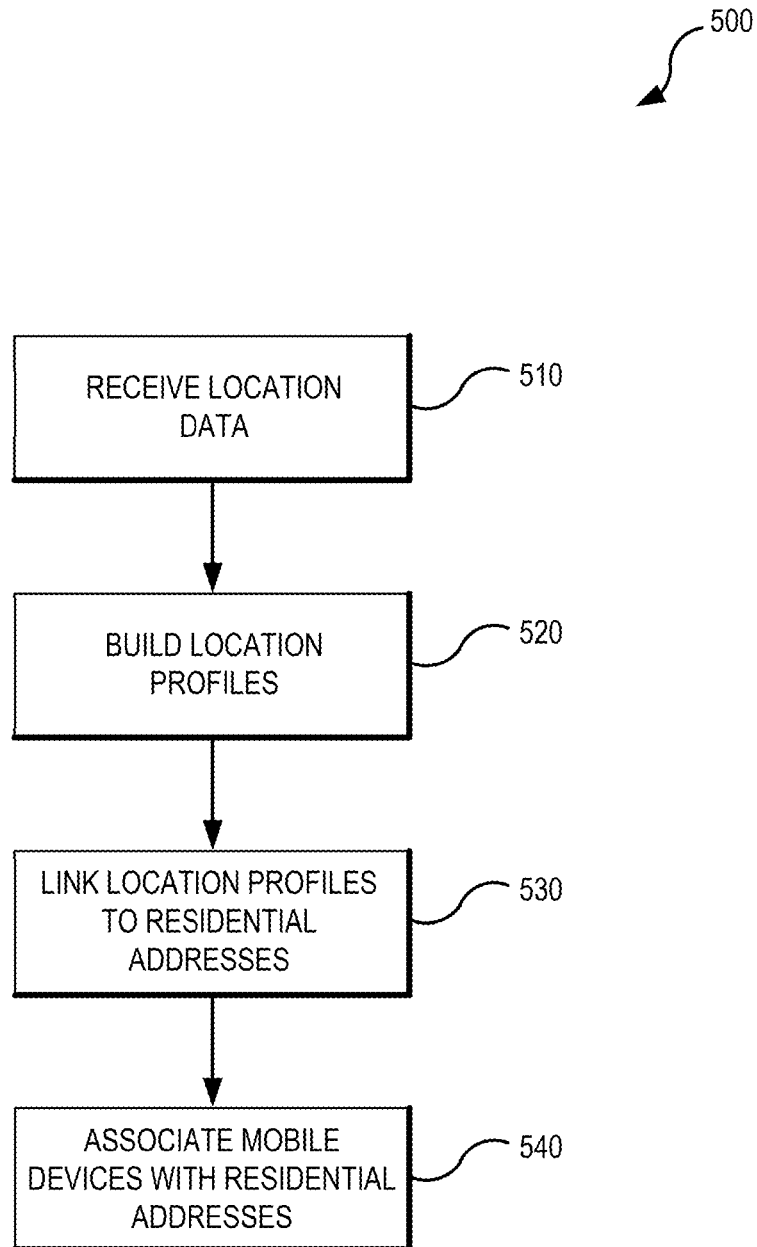 500
RECEIVE LOCATION
DATA
510
BUILD LOCATION
PROFILES
520
LINK LOCATION PROFILES
TO RESIDENTIAL
ADDRESSES
530
ASSOCIATE MOBILE
DEVICES WITH RESIDENTIAL
ADDRESSES
540